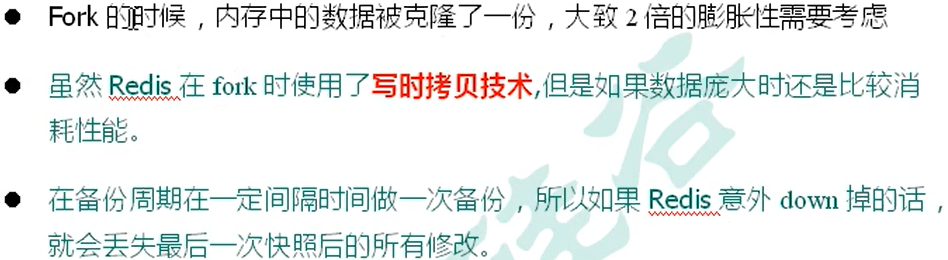 ● Fork 的时候，内存中的数据被克隆了一份，大致 2 倍的膨胀性需要考虑
● 虽然 Redis 在 fork 时使用了写时拷贝技术,但是如果数据庞大时还是比较消
耗性能。
● 在备份周期在一定间隔时间做一次备份，所以如果 Redis 意外 down 掉的话，
就会丢失最后一次快照后的所有修改。